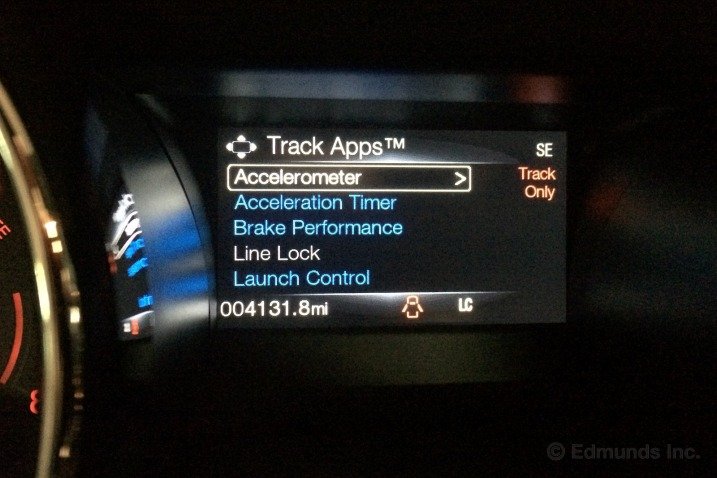 Track Apps™
SE
Accelerometer >
Track
Only
Acceleration Timer
Brake Performance
Line Lock
Launch Control
004131.8mi
LC
8
© Edmunds Inc.